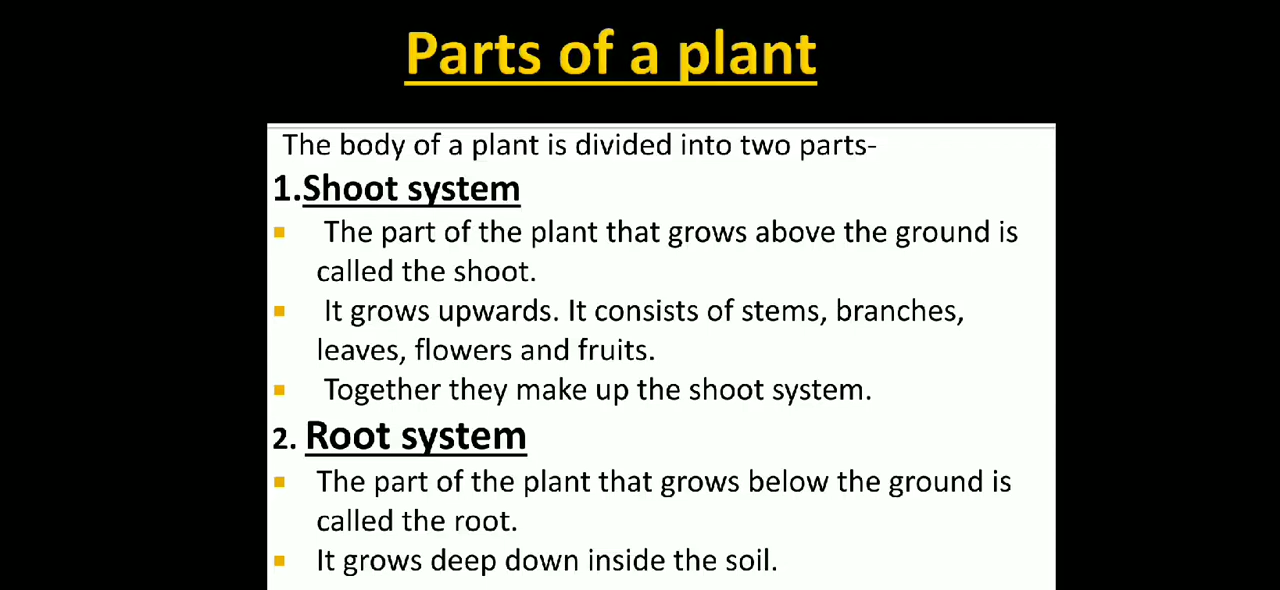 Parts of a plant
The body of a plant is divided into two parts-
1.Shoot system
▪ The part of the plant that grows above the ground is
called the shoot.
▪ It grows upwards. It consists of stems, branches,
leaves, flowers and fruits.
▪ Together they make up the shoot system.
2. Root system
▪ The part of the plant that grows below the ground is
called the root.
▪ It grows deep down inside the soil.